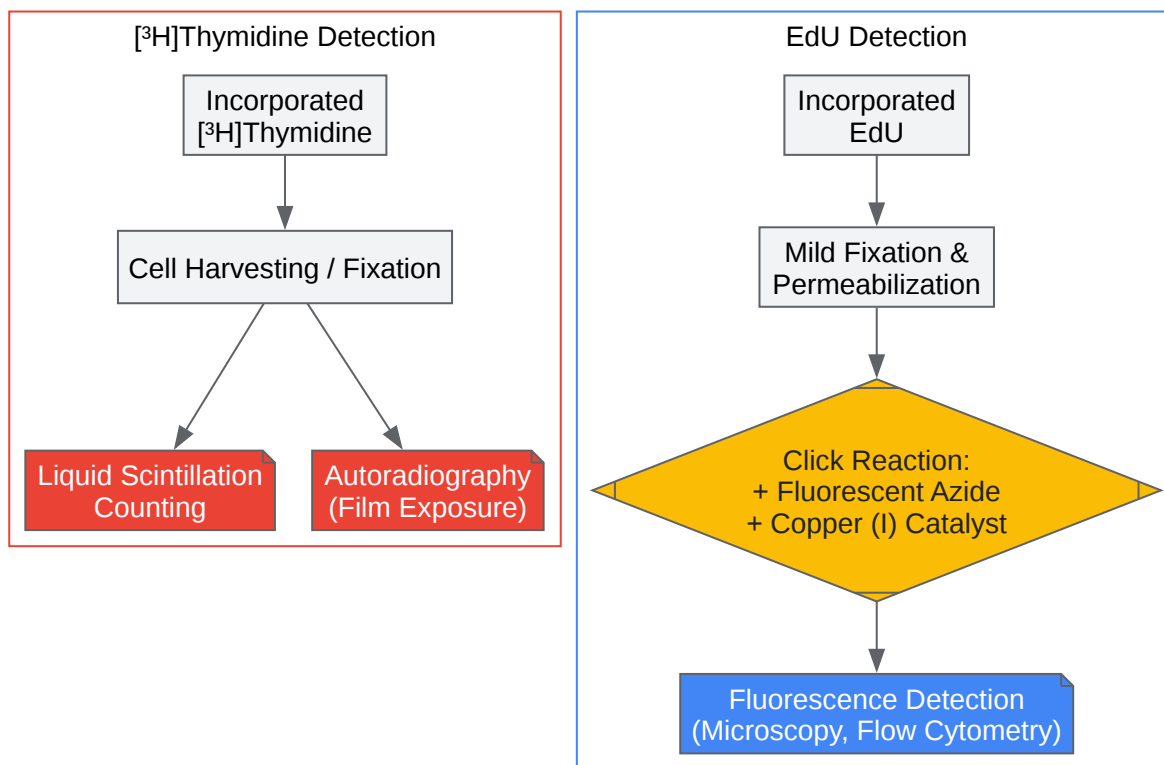 [³H]Thymidine Detection
Incorporated
[³H]Thymidine
Cell Harvesting / Fixation
Liquid Scintillation
Counting
Autoradiography
(Film Exposure)
EdU Detection
Incorporated
EdU
Mild Fixation &
Permeabilization
Click Reaction:
+ Fluorescent Azide
+ Copper (I) Catalyst
Fluorescence Detection
(Microscopy, Flow Cytometry)